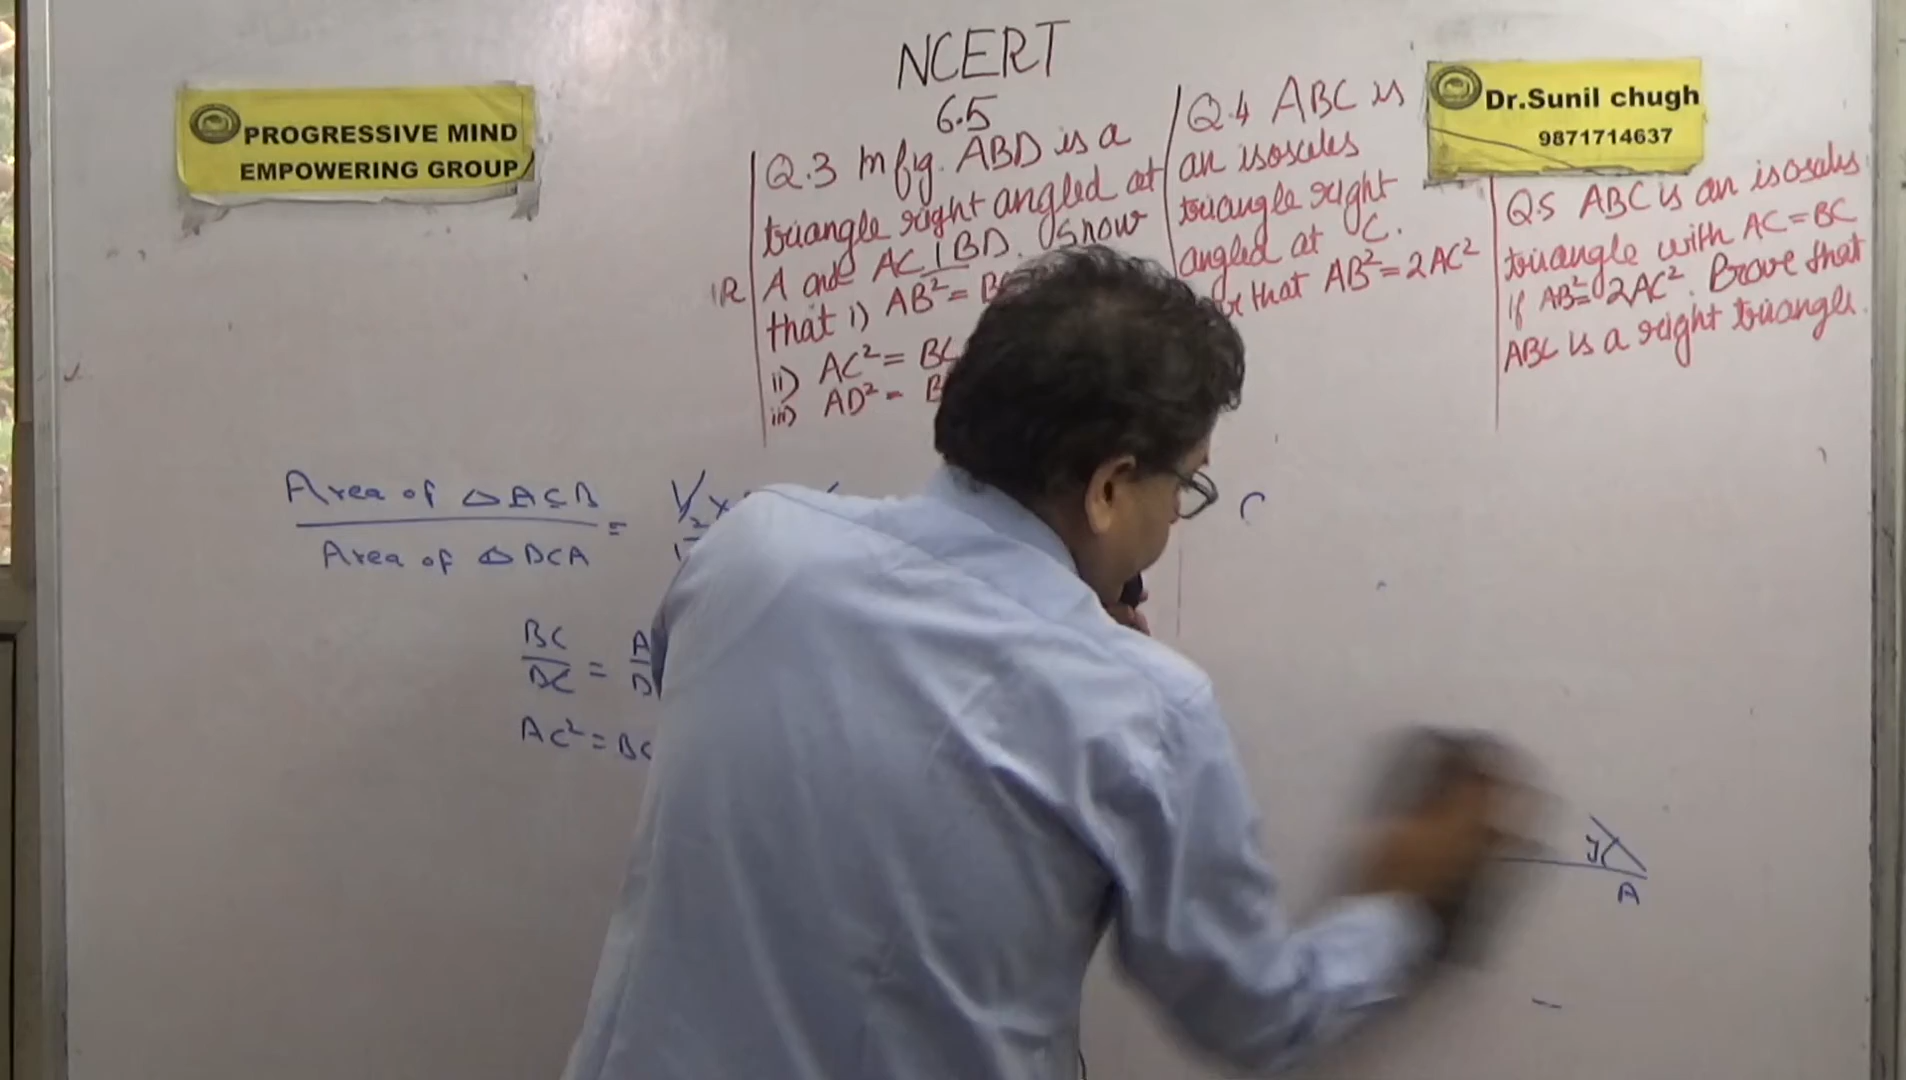 NCERT
6.5
PROGRESSIVE MIND
EMPOWERING GROUP
Dr.Sunil chugh
9871714637
Q.3 In fig. ABD is a
triangle right angled at
A and AC ⊥ BD. Show
that i) AB² = BC
ii) AC² = BC
iii) AD² = B
Q.4 ABC is
an isosceles
triangle right
angled at C.
that AB² = 2AC²
Q.5 ABC is an isosceles
triangle with AC = BC
if AB² = 2AC². Prove that
ABC is a right triangle.
Area of △ACB
Area of △DCA
=
1/2 ×
BC/DC = A/D
AC² = BC
C
y
A